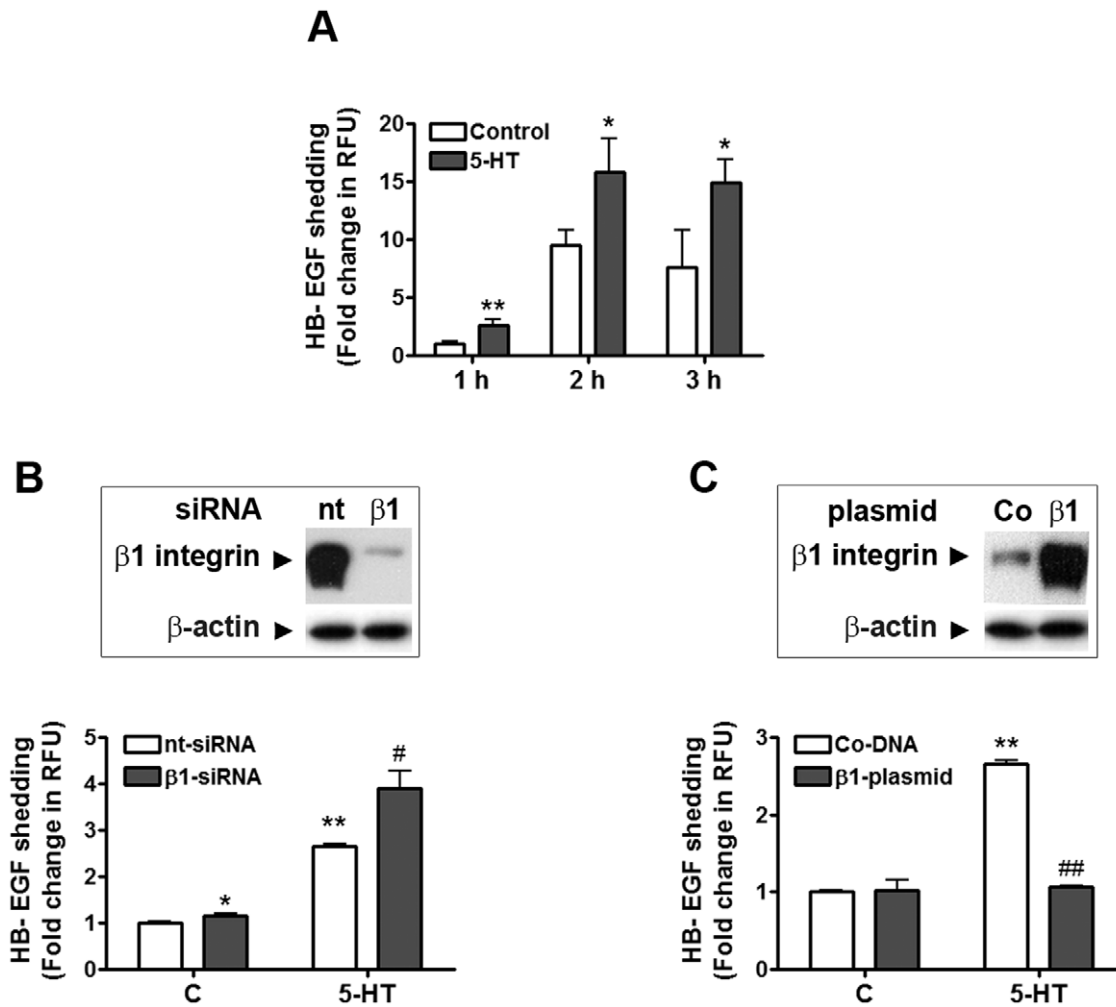 A
HB- EGF shedding
(Fold change in RFU)
20
15
10
5
0
Control
5-HT
**
*
*
1 h 2 h 3 h
B
siRNA nt β1
β1 integrin ►
β-actin ►
HB- EGF shedding
(Fold change in RFU)
5
4
3
2
1
0
nt-siRNA
β1-siRNA
*
**
#
C 5-HT
C
plasmid Co β1
β1 integrin ►
β-actin ►
HB- EGF shedding
(Fold change in RFU)
3
2
1
0
Co-DNA
β1-plasmid
**
##
C 5-HT